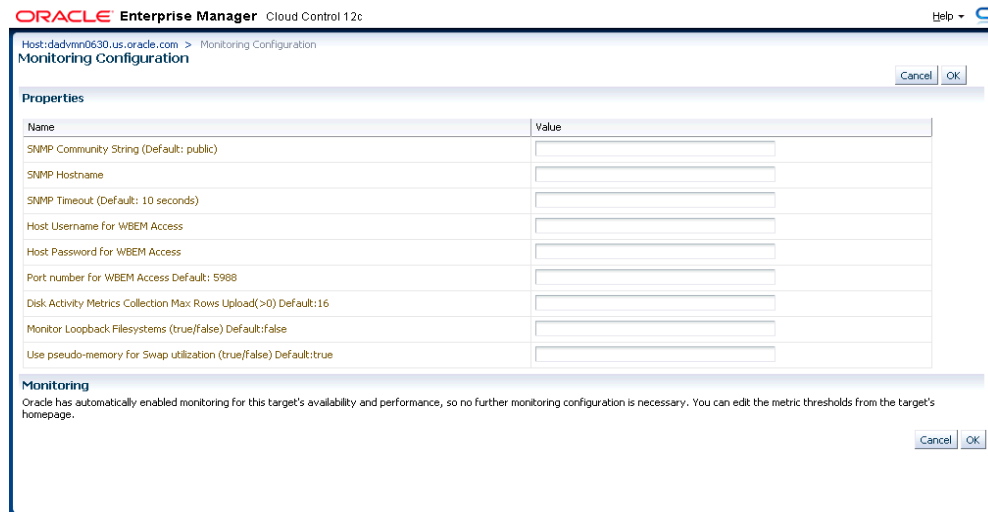 ORACLE Enterprise Manager Cloud Control 12c
Help
Host:dadvmn0630.us.oracle.com > Monitoring Configuration
Monitoring Configuration
Cancel OK
Properties
Name Value
SNMP Community String (Default: public)
SNMP Hostname
SNMP Timeout (Default: 10 seconds)
Host Username for WBEM Access
Host Password for WBEM Access
Port number for WBEM Access Default: 5988
Disk Activity Metrics Collection Max Rows Upload(>0) Default:16
Monitor Loopback Filesystems (true/false) Default:false
Use pseudo-memory for Swap utilization (true/false) Default:true
Monitoring
Oracle has automatically enabled monitoring for this target's availability and performance, so no further monitoring configuration is necessary. You can edit the metric thresholds from the target's
homepage.
Cancel OK